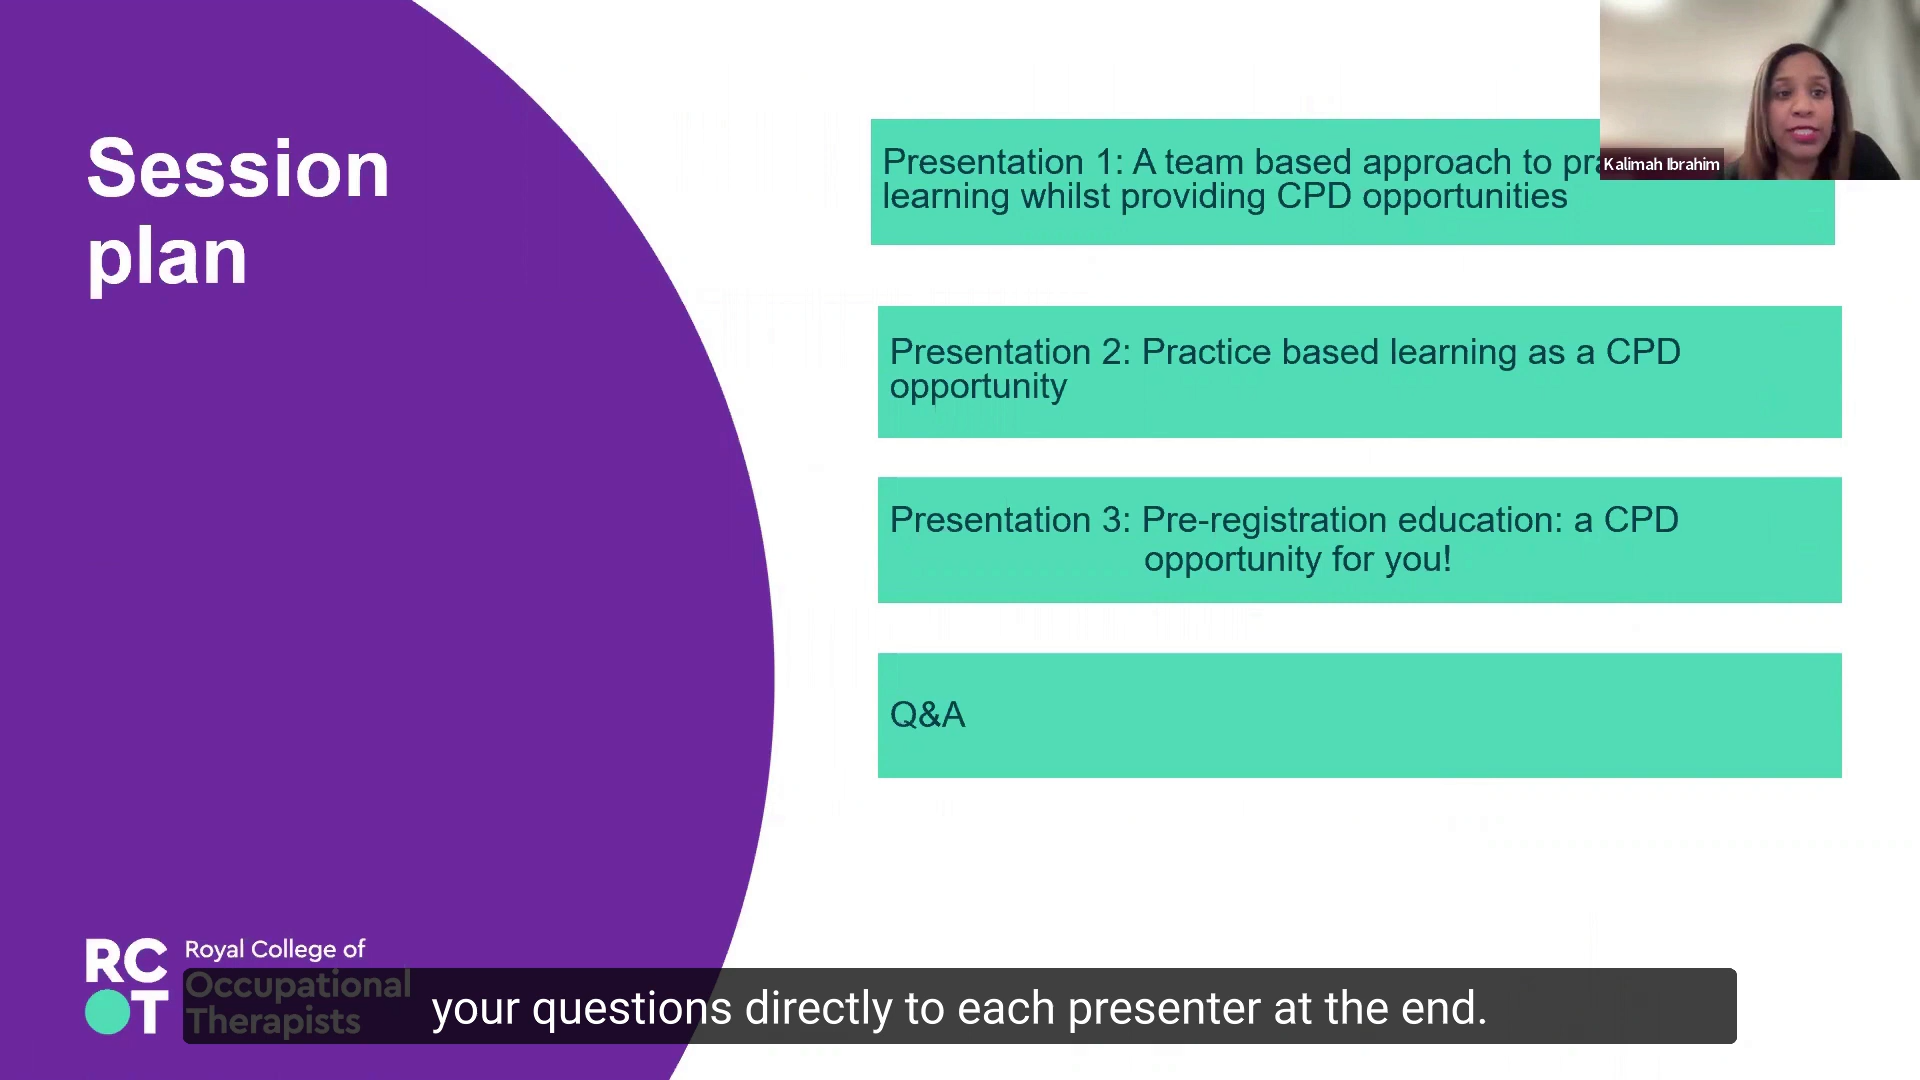 Session
plan
Presentation 1: A team based approach to
learning whilst providing CPD opportunities
Kalimah Ibrahim
Presentation 2: Practice based learning as a CPD
opportunity
Presentation 3: Pre-registration education: a CPD
opportunity for you!
Q&A
RC
OT
Royal College of
Occupational
Therapists
your questions directly to each presenter at the end.